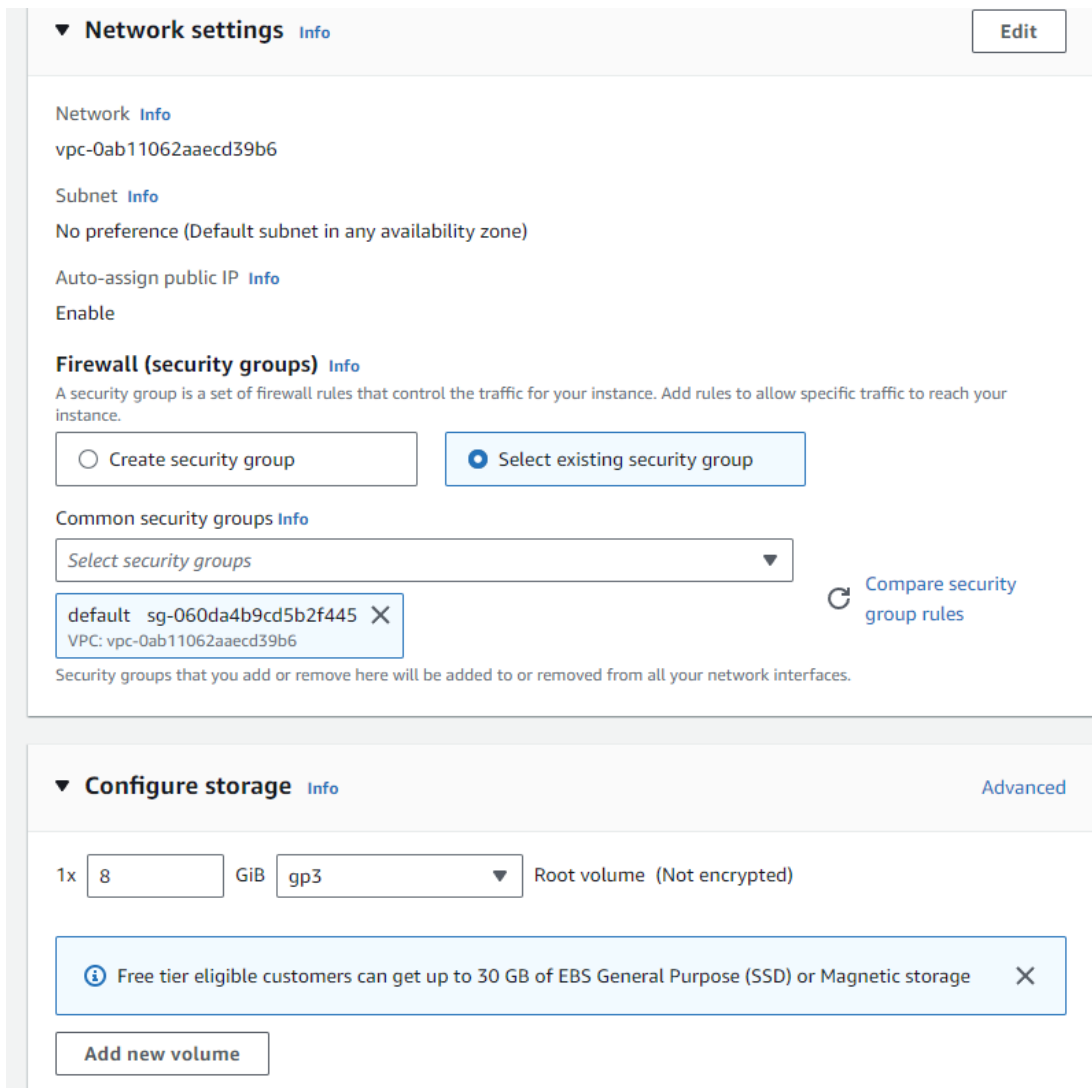 Network settings Info
Edit
Network Info
vpc-0ab11062aaecd39b6
Subnet Info
No preference (Default subnet in any availability zone)
Auto-assign public IP Info
Enable
Firewall (security groups) Info
A security group is a set of firewall rules that control the traffic for your instance. Add rules to allow specific traffic to reach your
instance.
Create security group
Select existing security group
Common security groups Info
Select security groups
Compare security
group rules
default sg-060da4b9cd5b2f445
VPC: vpc-0ab11062aaecd39b6
Security groups that you add or remove here will be added to or removed from all your network interfaces.
Configure storage Info
Advanced
1x 8 GiB gp3 Root volume (Not encrypted)
Free tier eligible customers can get up to 30 GB of EBS General Purpose (SSD) or Magnetic storage
Add new volume